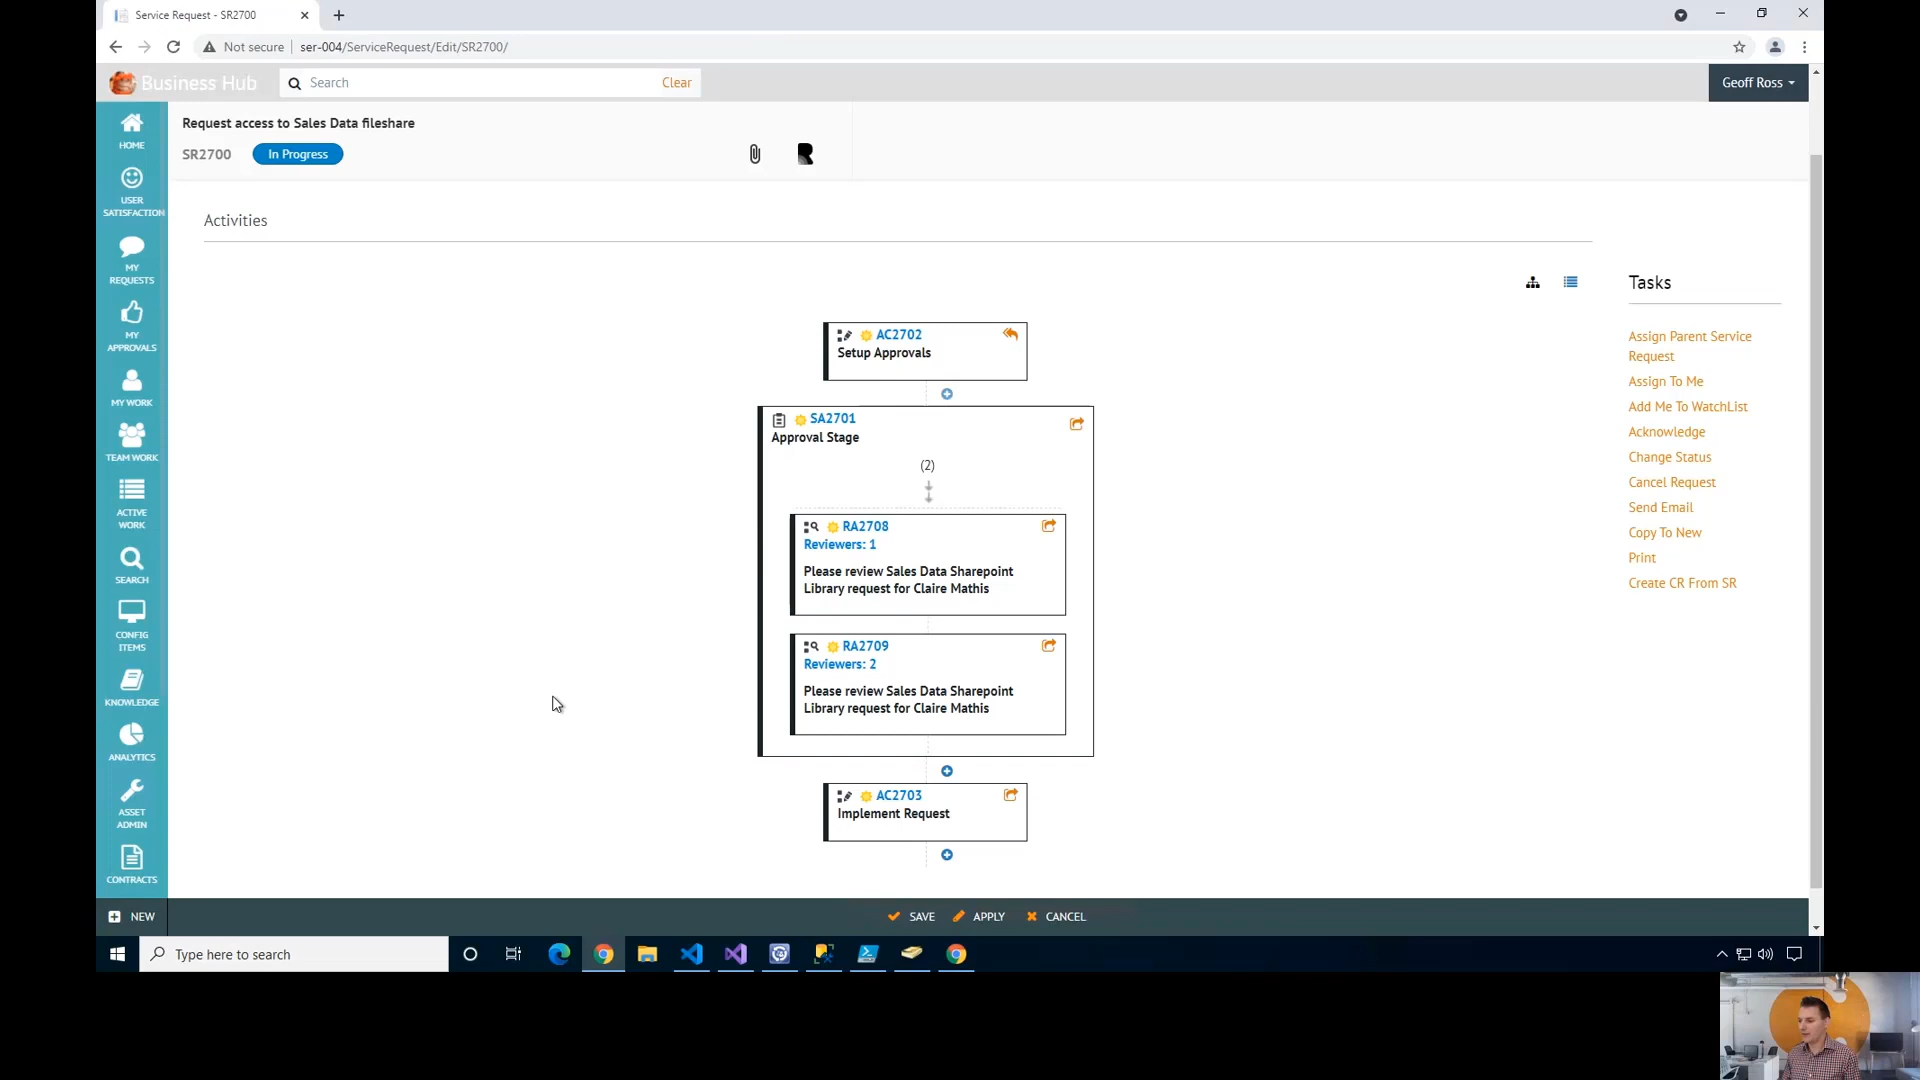 Service Request - SR2700
Not secure
ser-004/ServiceRequest/Edit/SR2700/
Business Hub
Search
Clear
Geoff Ross
HOME
USER
SATISFACTION
MY
REQUESTS
MY
APPROVALS
MY WORK
TEAM WORK
ACTIVE
WORK
SEARCH
CONFIG
ITEMS
KNOWLEDGE
ANALYTICS
ASSET
ADMIN
CONTRACTS
NEW
Request access to Sales Data fileshare
SR2700
In Progress
Activities
AC2702
Setup Approvals
SA2701
Approval Stage
(2)
RA2708
Reviewers: 1
Please review Sales Data Sharepoint
Library request for Claire Mathis
RA2709
Reviewers: 2
Please review Sales Data Sharepoint
Library request for Claire Mathis
AC2703
Implement Request
Tasks
Assign Parent Service
Request
Assign To Me
Add Me To WatchList
Acknowledge
Change Status
Cancel Request
Send Email
Copy To New
Print
Create CR From SR
SAVE
APPLY
CANCEL
Type here to search